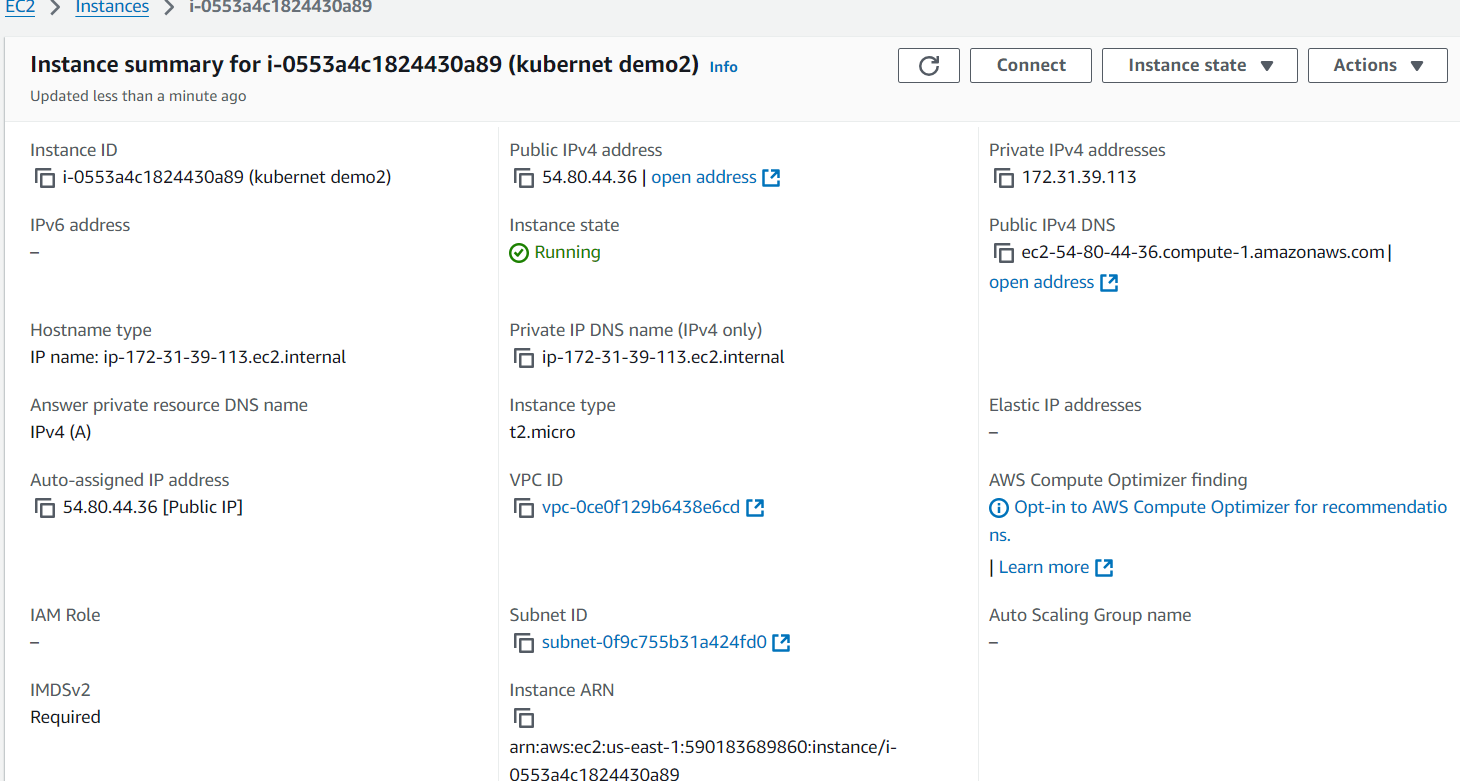 EC2 > Instances > i-0553a4c1824430a89
Instance summary for i-0553a4c1824430a89 (kubernet demo2) Info
Updated less than a minute ago
Connect
Instance state
Actions
Instance ID
i-0553a4c1824430a89 (kubernet demo2)
Public IPv4 address
54.80.44.36 | open address
Private IPv4 addresses
172.31.39.113
IPv6 address
–
Instance state
Running
Public IPv4 DNS
ec2-54-80-44-36.compute-1.amazonaws.com |
open address
Hostname type
IP name: ip-172-31-39-113.ec2.internal
Private IP DNS name (IPv4 only)
ip-172-31-39-113.ec2.internal
Answer private resource DNS name
IPv4 (A)
Instance type
t2.micro
Elastic IP addresses
–
Auto-assigned IP address
54.80.44.36 [Public IP]
VPC ID
vpc-0ce0f129b6438e6cd
AWS Compute Optimizer finding
Opt-in to AWS Compute Optimizer for recommendatio
ns.
| Learn more
IAM Role
–
Subnet ID
subnet-0f9c755b31a424fd0
Auto Scaling Group name
–
IMDSv2
Required
Instance ARN
arn:aws:ec2:us-east-1:590183689860:instance/i-
0553a4c1824430a89